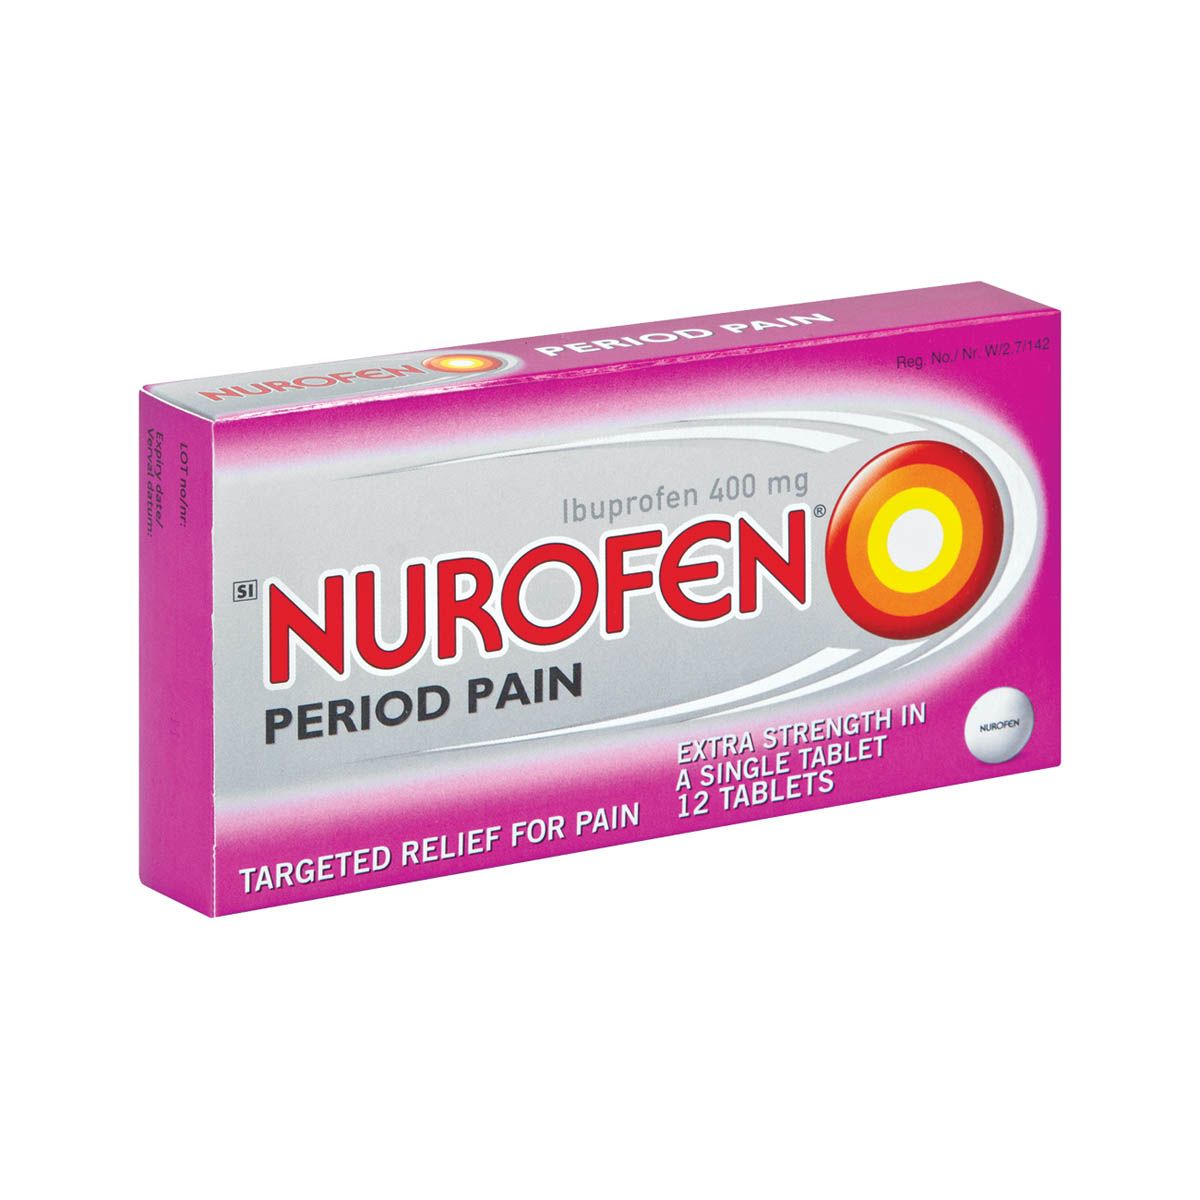 NUROFEN PERIOD PAIN
Reg. No./ Nr. W/2.7/142
LOT no/nr:
Expiry date/
Verval datum:
Ibuprofen 400 mg
SI NUROFEN®
PERIOD PAIN
EXTRA STRENGTH IN
A SINGLE TABLET
12 TABLETS
NUROFEN
TARGETED RELIEF FOR PAIN